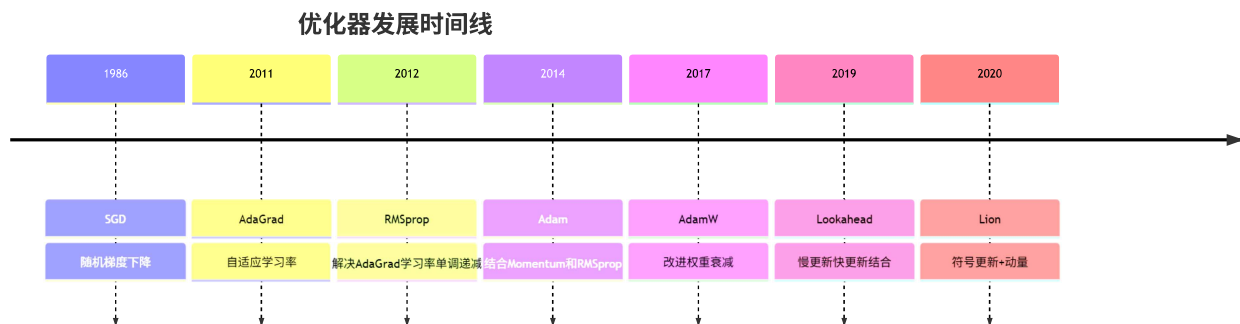 优化器发展时间线
1986
2011
2012
2014
2017
2019
2020
SGD
AdaGrad
RMSprop
Adam
AdamW
Lookahead
Lion
随机梯度下降
自适应学习率
解决AdaGrad学习率单调递减
结合Momentum和RMSprop
改进权重衰减
慢更新快更新结合
符号更新+动量